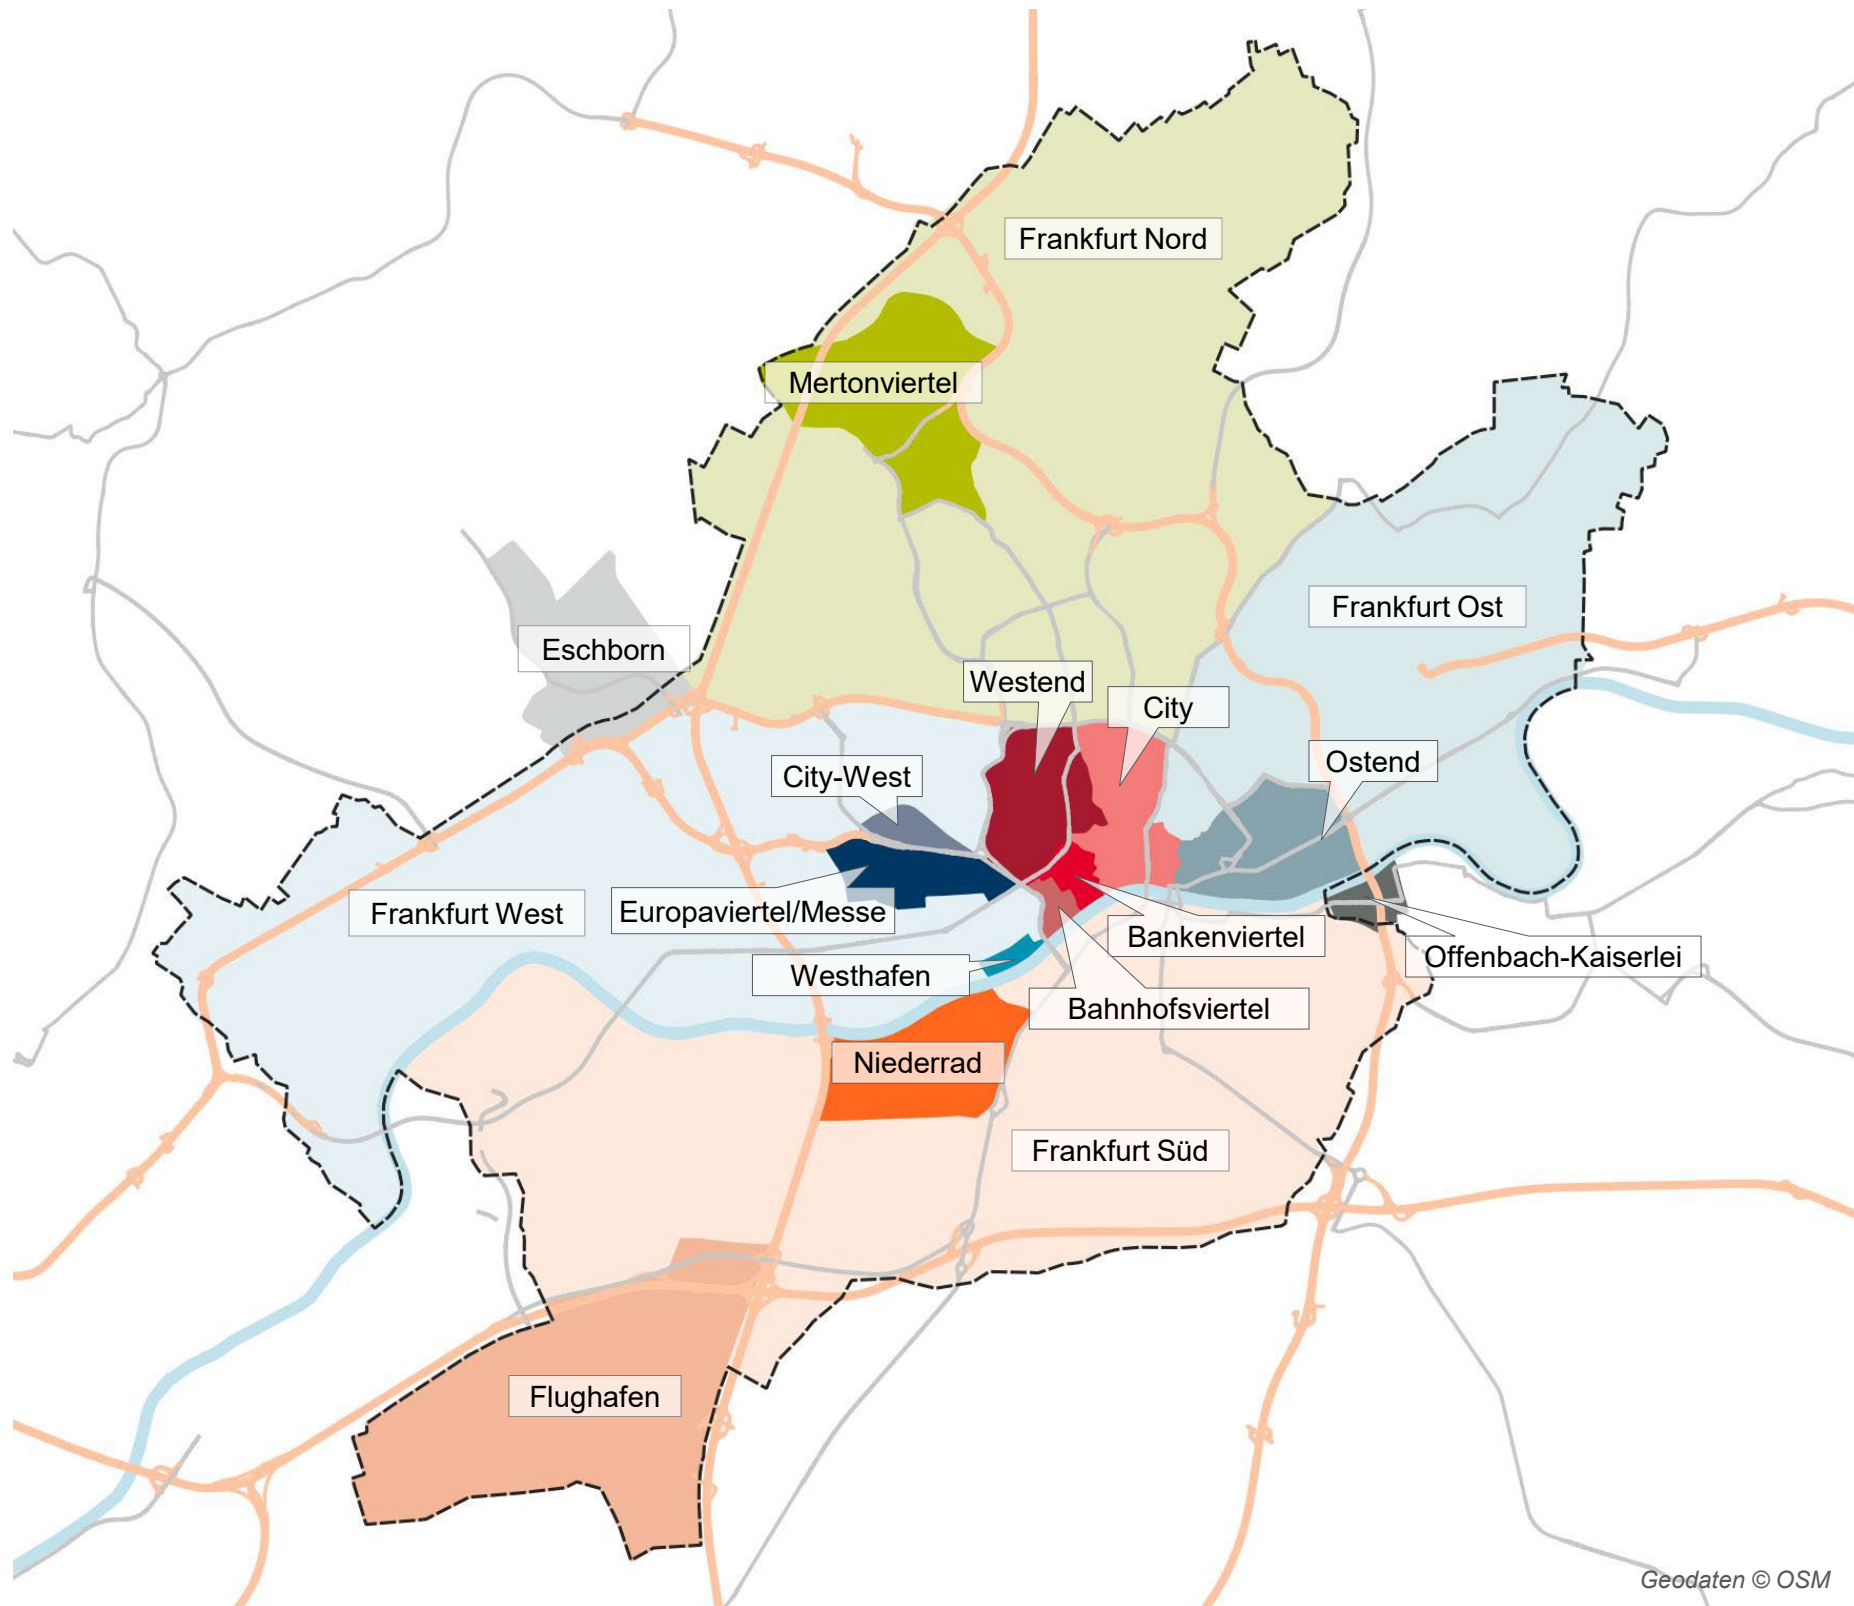 Frankfurt Nord
Mertonviertel
Frankfurt Ost
Eschborn
Westend
City
Ostend
City-West
Frankfurt West
Europaviertel/Messe
Bankenviertel
Offenbach-Kaiserlei
Westhafen
Bahnhofsviertel
Niederrad
Frankfurt Süd
Flughafen
Geodaten © OSM